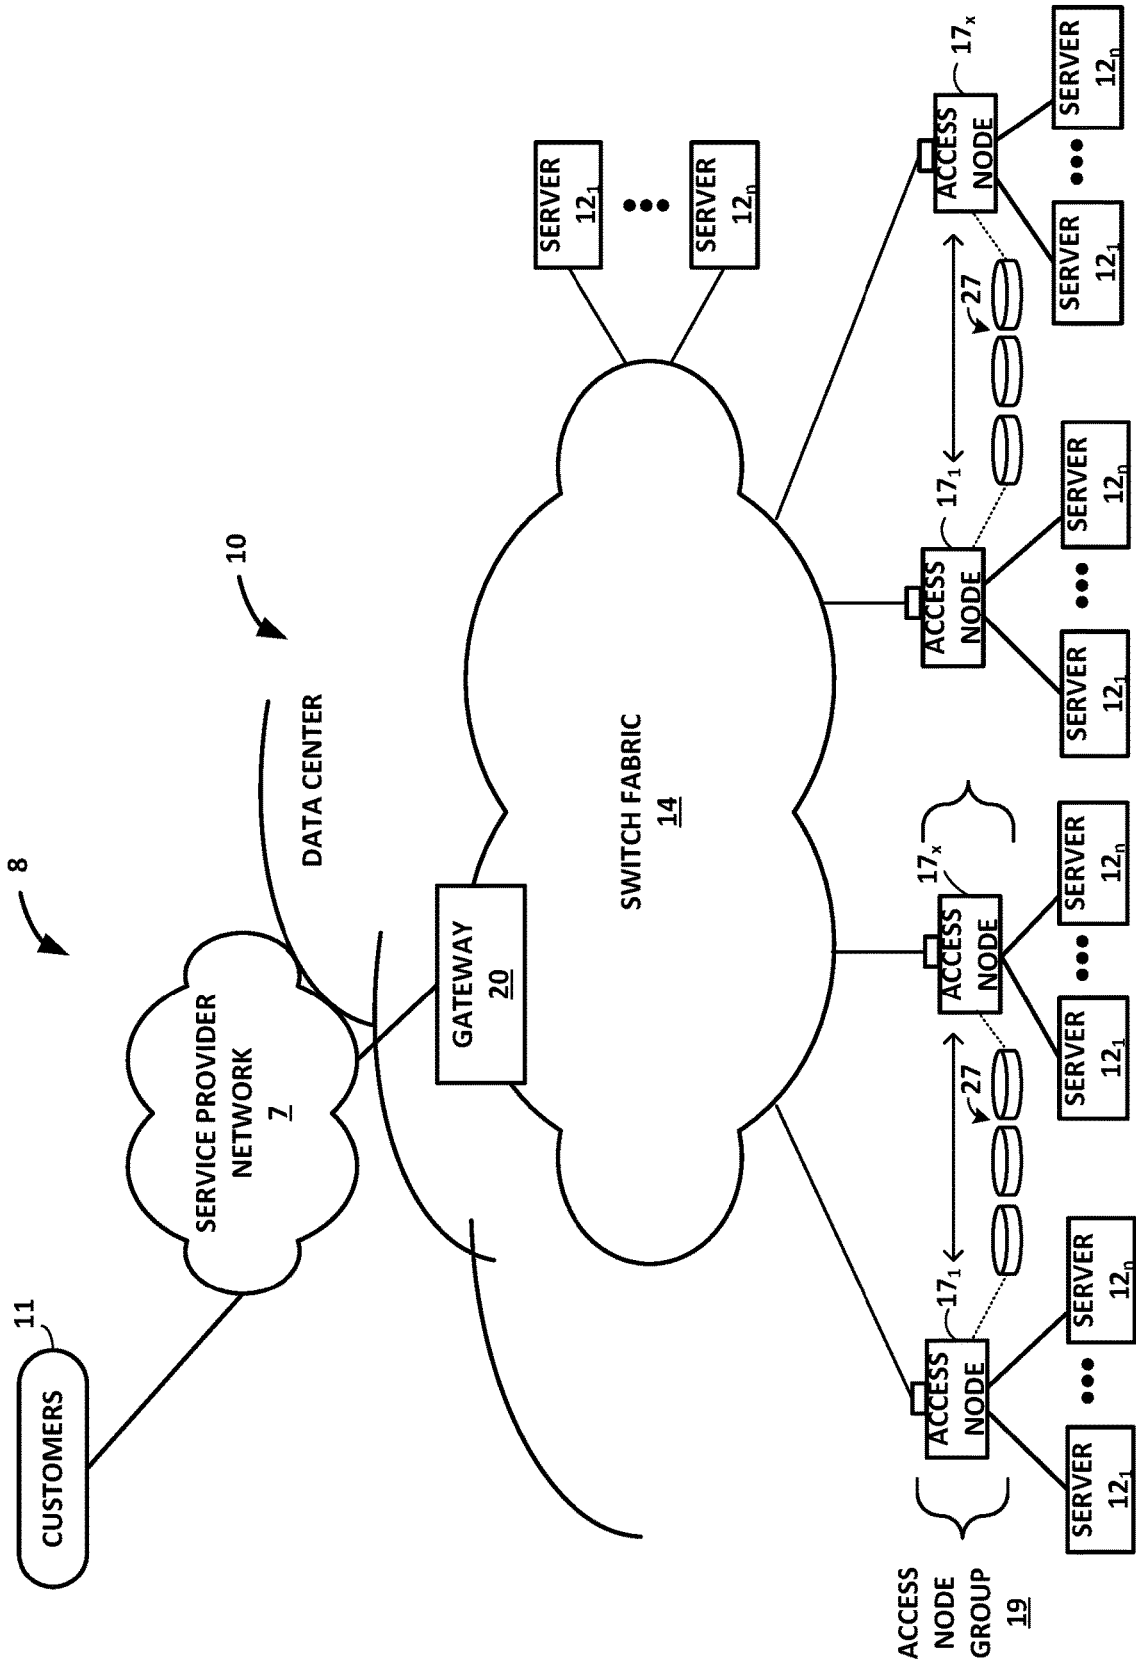 8
CUSTOMERS
11
SERVICE PROVIDER
NETWORK
7
10
DATA CENTER
GATEWAY
20
SWITCH FABRIC
14
SERVER
12₁
SERVER
12ₙ
ACCESS
NODE
GROUP
19
ACCESS
NODE
17₁
27
17ₓ
ACCESS
NODE
ACCESS
NODE
17₁
27
17ₓ
ACCESS
NODE
SERVER
12₁
SERVER
12ₙ
SERVER
12₁
SERVER
12ₙ
SERVER
12₁
SERVER
12ₙ
SERVER
12₁
SERVER
12ₙ